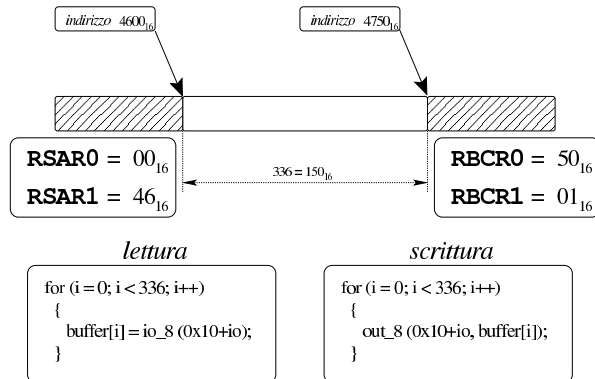 indirizzo 4600₁₆
indirizzo 4750₁₆
336 = 150₁₆
RSAR0 = 00₁₆
RSAR1 = 46₁₆
RBCR0 = 50₁₆
RBCR1 = 01₁₆
lettura
for (i = 0; i < 336; i++)
{
buffer[i] = io_8 (0x10+io);
}
scrittura
for (i = 0; i < 336; i++)
{
out_8 (0x10+io, buffer[i]);
}